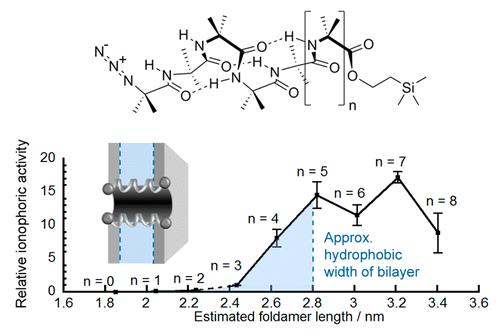 N⁻
N⁺
N
O
N
H
O
N
H
O
N
H
O
N
H
O
N
H
O
N
H
O
O
Si
n
Relative ionophoric activity
20
15
10
5
0
n = 0
n = 1
n = 2
n = 3
n = 4
n = 5
n = 6
n = 7
n = 8
Approx.
hydrophobic
width of bilayer
1.6 1.8 2 2.2 2.4 2.6 2.8 3 3.2 3.4 3.6
Estimated foldamer length / nm